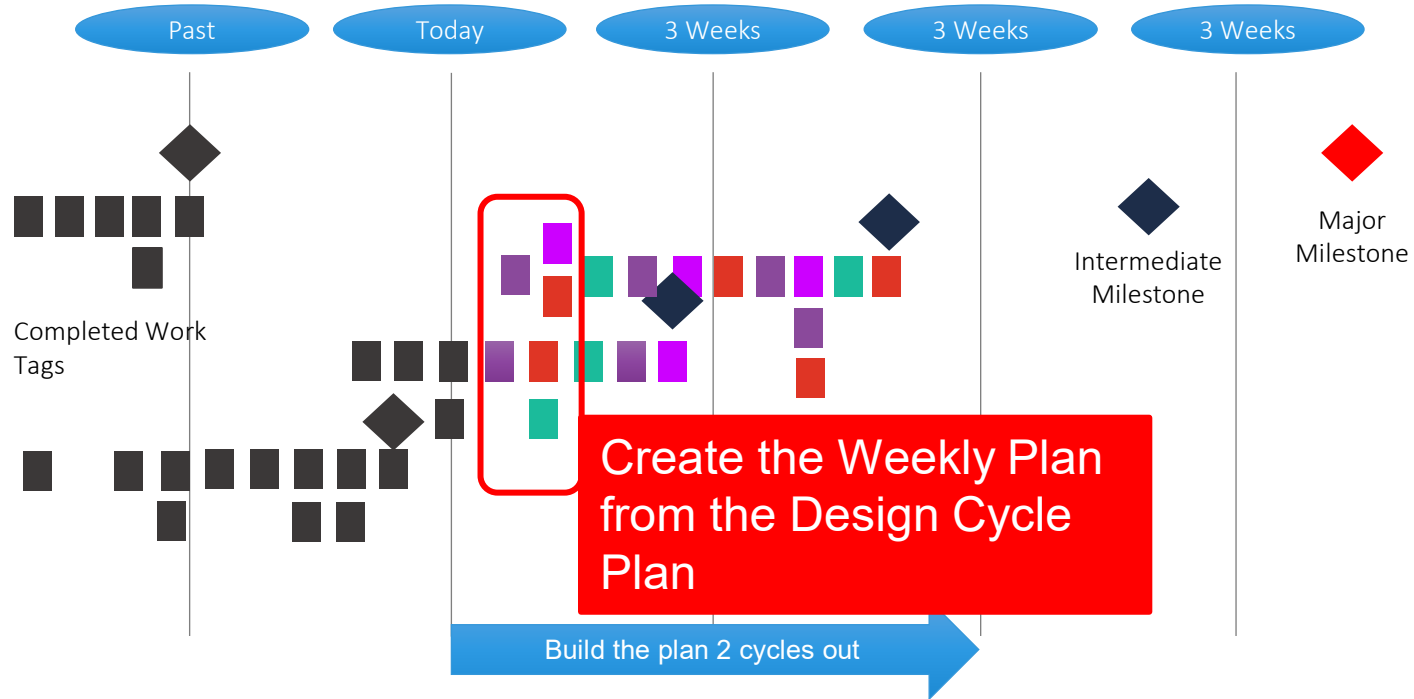 Past
Today
3 Weeks
3 Weeks
3 Weeks
Major
Milestone
Intermediate
Milestone
Completed Work
Tags
Create the Weekly Plan
from the Design Cycle
Plan
Build the plan 2 cycles out